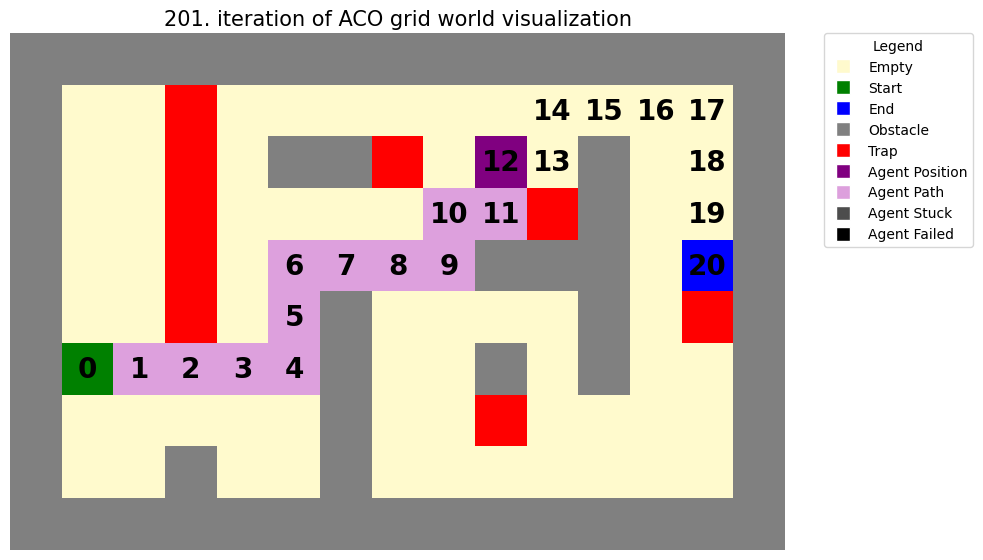 201. iteration of ACO grid world visualization
Legend
Empty
Start
End
Obstacle
Trap
Agent Position
Agent Path
Agent Stuck
Agent Failed
14 15 16 17
12 13 18
10 11 19
6 7 8 9 20
5
0 1 2 3 4